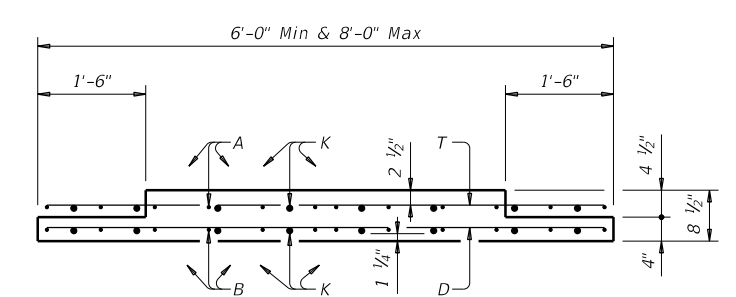 6'-0" Min & 8'-0" Max
1'-6"
1'-6"
A
K
2 ½"
T
4 ½"
8 ½"
B
K
1 ¼"
D
4"